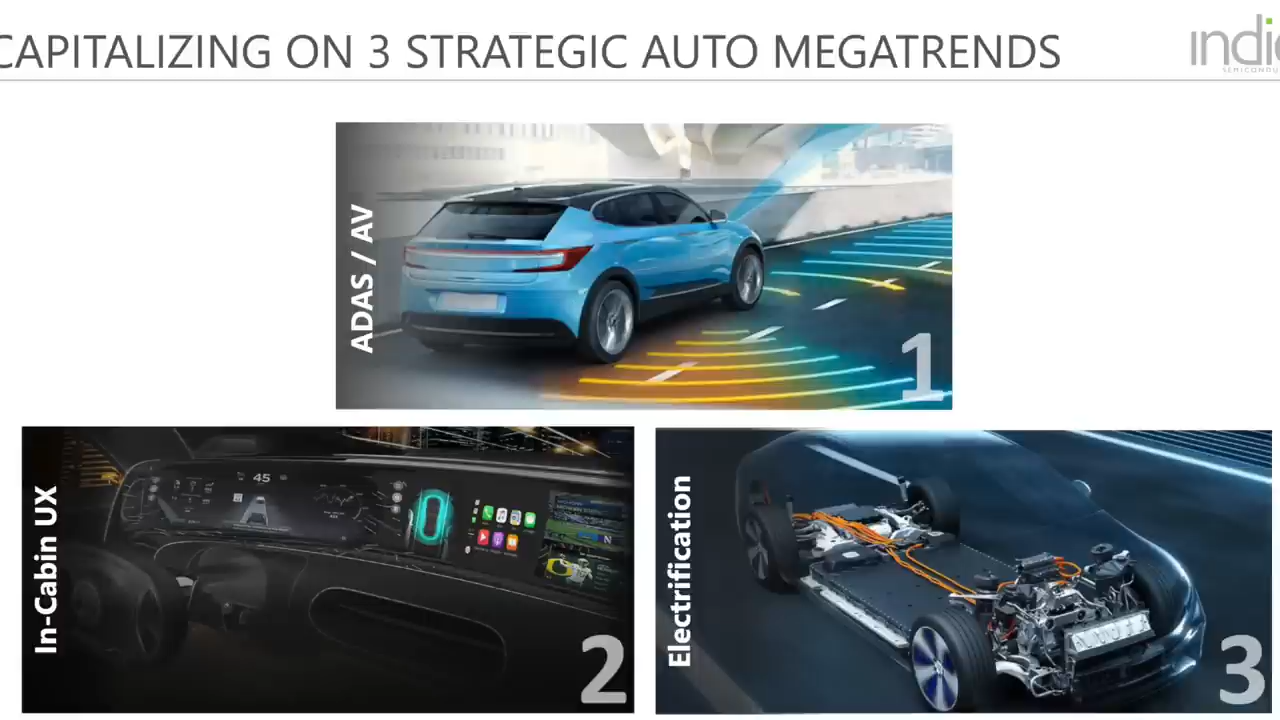 CAPITALIZING ON 3 STRATEGIC AUTO MEGATRENDS
indie
ADAS / AV
1
In-Cabin UX
45
2
Electrification
N
3